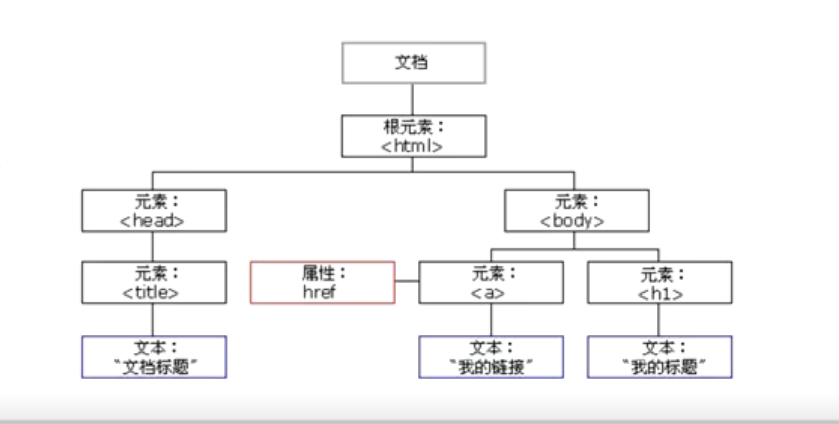 文档
根元素：
<html>
元素：
<head>
元素：
<body>
元素：
<title>
属性：
href
元素：
<a>
元素：
<h1>
文本：
“文档标题”
文本：
“我的链接”
文本：
“我的标题”